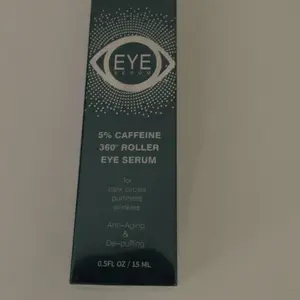 EYE
SERUM
5% CAFFEINE
360° ROLLER
EYE SERUM
for
dark circles
puffiness
wrinkles
Anti-Aging
&
De-puffing
0.5FL OZ / 15 ML